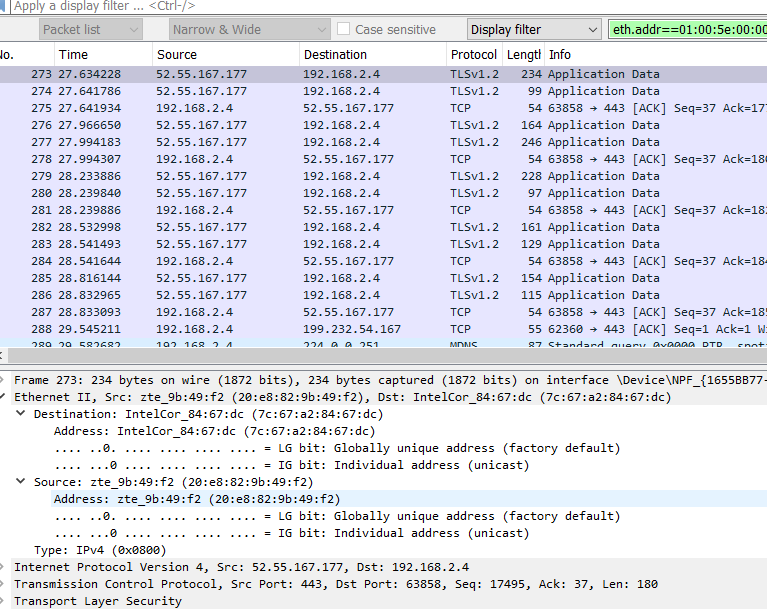 Apply a display filter ... <Ctrl-/>
Packet list Narrow & Wide Case sensitive Display filter eth.addr==01:00:5e:00:00
No. Time Source Destination Protocol Length Info
273 27.634228 52.55.167.177 192.168.2.4 TLSv1.2 234 Application Data
274 27.641786 52.55.167.177 192.168.2.4 TLSv1.2 99 Application Data
275 27.641934 192.168.2.4 52.55.167.177 TCP 54 63858 → 443 [ACK] Seq=37 Ack=177
276 27.966650 52.55.167.177 192.168.2.4 TLSv1.2 164 Application Data
277 27.994183 52.55.167.177 192.168.2.4 TLSv1.2 246 Application Data
278 27.994307 192.168.2.4 52.55.167.177 TCP 54 63858 → 443 [ACK] Seq=37 Ack=180
279 28.233886 52.55.167.177 192.168.2.4 TLSv1.2 228 Application Data
280 28.239840 52.55.167.177 192.168.2.4 TLSv1.2 97 Application Data
281 28.239886 192.168.2.4 52.55.167.177 TCP 54 63858 → 443 [ACK] Seq=37 Ack=182
282 28.532998 52.55.167.177 192.168.2.4 TLSv1.2 161 Application Data
283 28.541493 52.55.167.177 192.168.2.4 TLSv1.2 129 Application Data
284 28.541644 192.168.2.4 52.55.167.177 TCP 54 63858 → 443 [ACK] Seq=37 Ack=184
285 28.816144 52.55.167.177 192.168.2.4 TLSv1.2 154 Application Data
286 28.832965 52.55.167.177 192.168.2.4 TLSv1.2 115 Application Data
287 28.833093 192.168.2.4 52.55.167.177 TCP 54 63858 → 443 [ACK] Seq=37 Ack=185
288 29.545211 192.168.2.4 199.232.54.167 TCP 55 62360 → 443 [ACK] Seq=1 Ack=1 Wi
289 29.582682 192.168.2.4 224.0.0.251 MDNS 87 Standard query 0x0000 PTR _spot
Frame 273: 234 bytes on wire (1872 bits), 234 bytes captured (1872 bits) on interface \Device\NPF_{1655BB77-
Ethernet II, Src: zte_9b:49:f2 (20:e8:82:9b:49:f2), Dst: IntelCor_84:67:dc (7c:67:a2:84:67:dc)
Destination: IntelCor_84:67:dc (7c:67:a2:84:67:dc)
Address: IntelCor_84:67:dc (7c:67:a2:84:67:dc)
.... ..0. .... .... .... .... = LG bit: Globally unique address (factory default)
.... ...0 .... .... .... .... = IG bit: Individual address (unicast)
Source: zte_9b:49:f2 (20:e8:82:9b:49:f2)
Address: zte_9b:49:f2 (20:e8:82:9b:49:f2)
.... ..0. .... .... .... .... = LG bit: Globally unique address (factory default)
.... ...0 .... .... .... .... = IG bit: Individual address (unicast)
Type: IPv4 (0x0800)
Internet Protocol Version 4, Src: 52.55.167.177, Dst: 192.168.2.4
Transmission Control Protocol, Src Port: 443, Dst Port: 63858, Seq: 17495, Ack: 37, Len: 180
Transport Layer Security